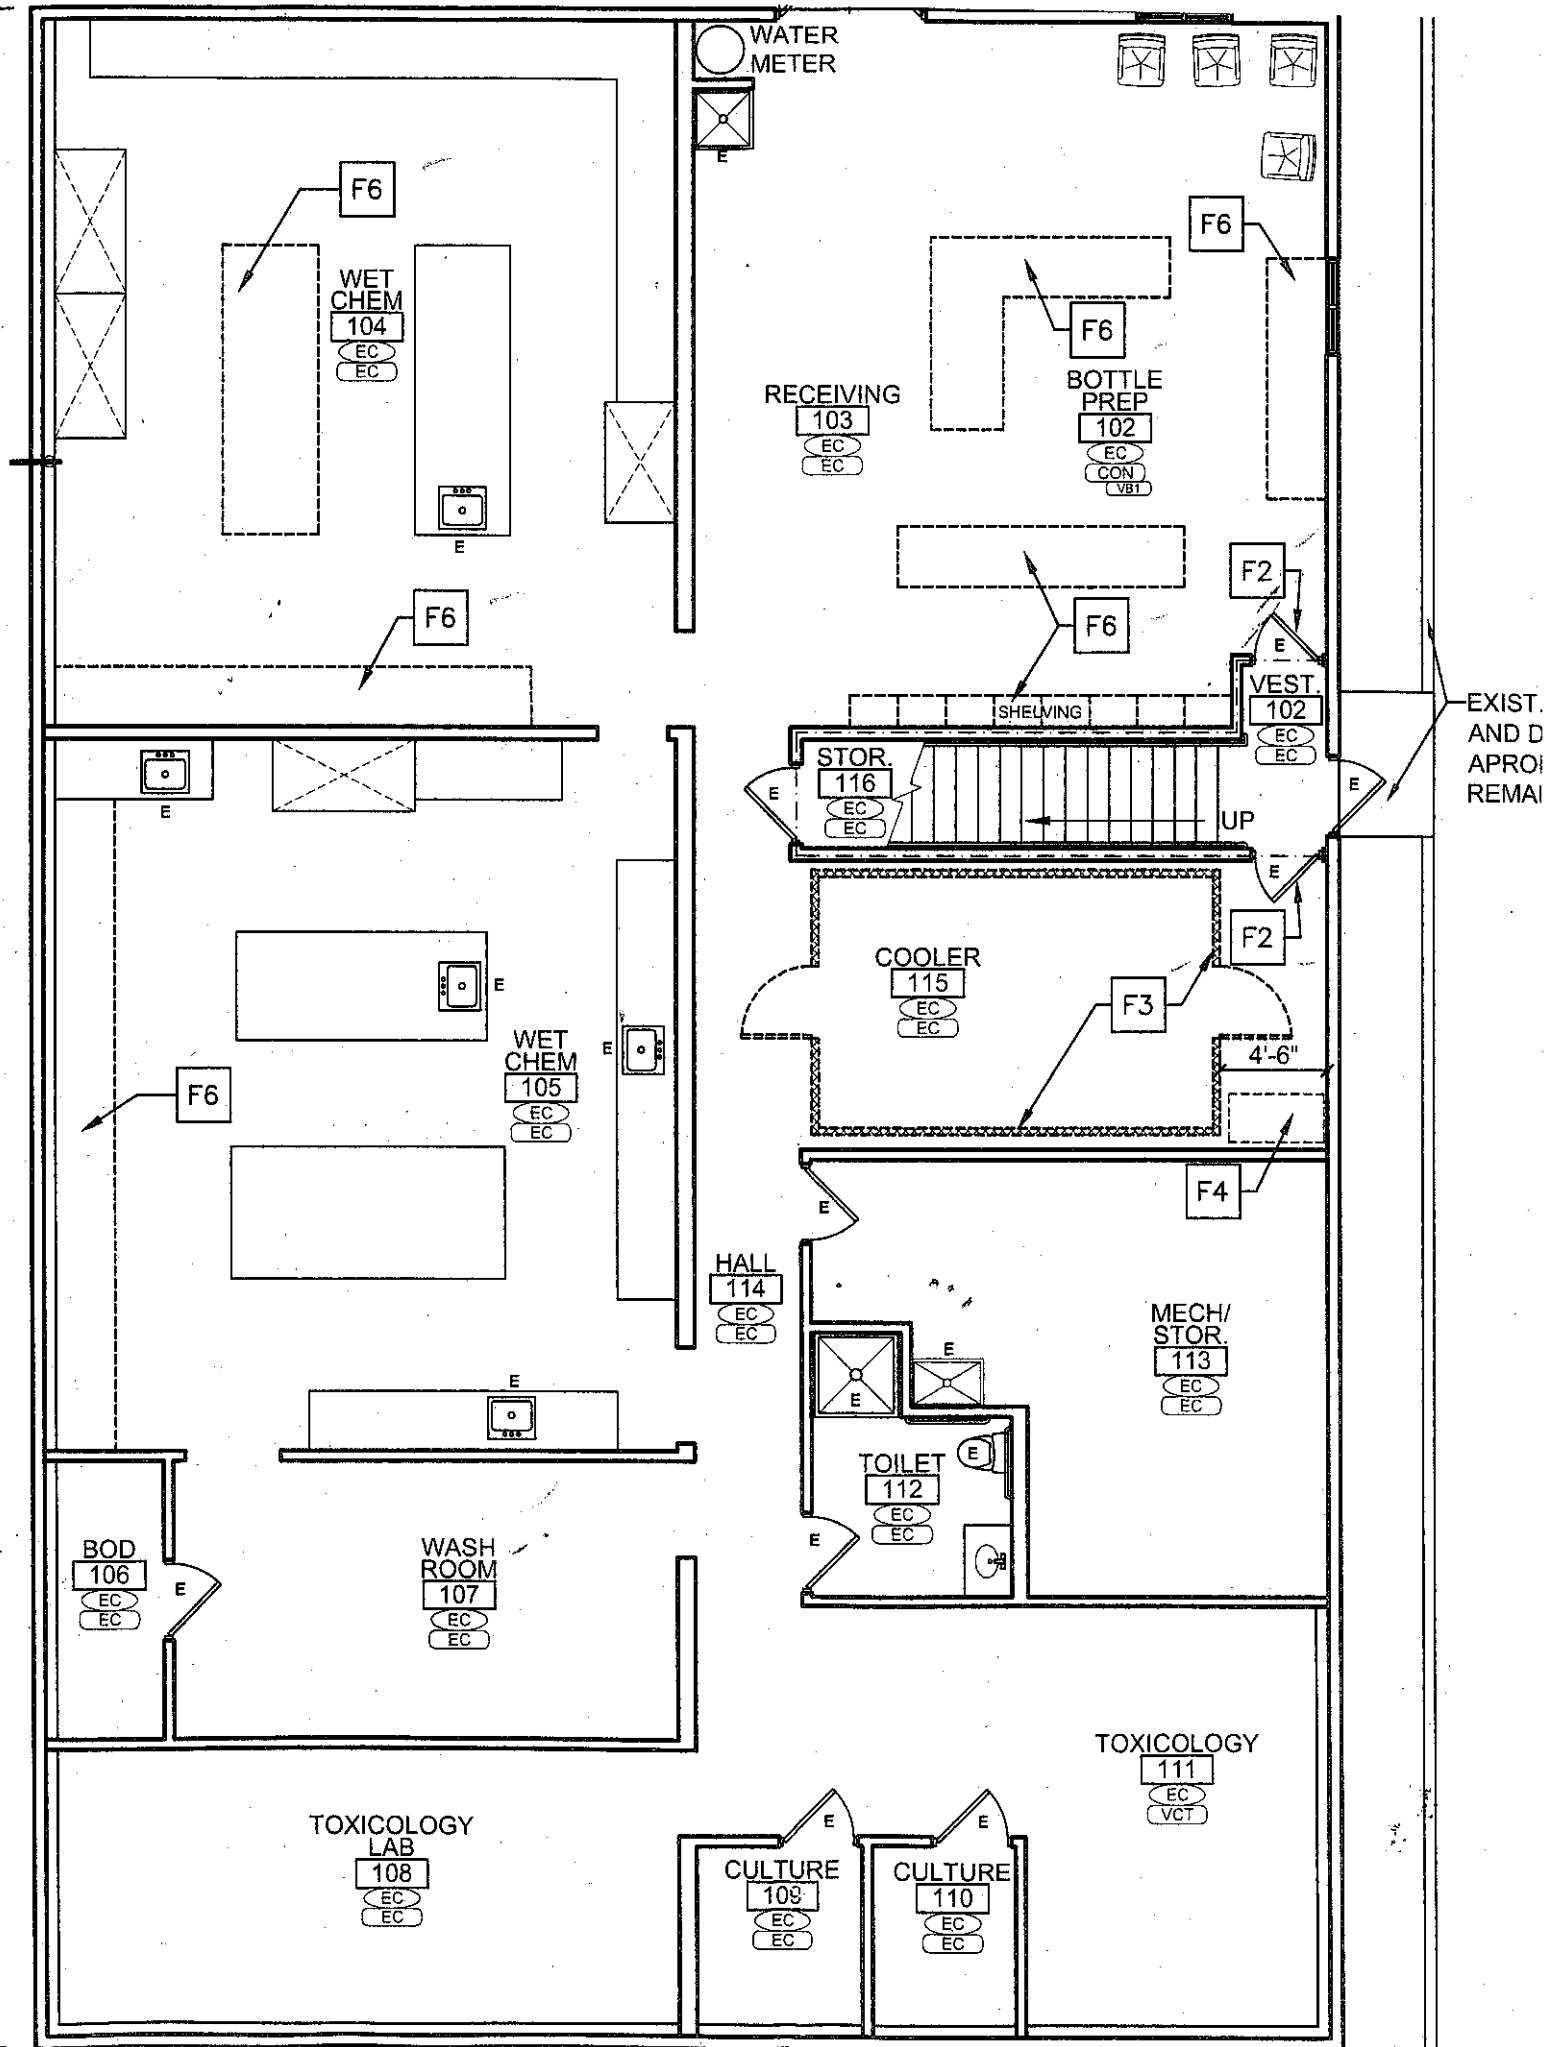 WATER
METER
E
F6
F6
WET
CHEM
104
EC
EC
F6
RECEIVING
103
EC
EC
BOTTLE
PREP
102
EC
CON
VB1
E
F2
F6
F6
E
SHELVING
VEST.
102
EC
EC
EXIST.
AND D
APRO
REMAI
STOR.
116
EC
EC
E
E
E
UP
E
F2
COOLER
115
EC
EC
F3
E
E
WET
CHEM
105
EC
EC
4'-6"
F6
F4
E
HALL
114
EC
EC
MECH/
STOR.
113
EC
EC
E
E
E
TOILET
112
EC
EC
E
E
BOD
106
EC
EC
E
WASH
ROOM
107
EC
EC
TOXICOLOGY
111
EC
VCT
TOXICOLOGY
LAB
108
EC
EC
E
E
CULTURE
109
EC
EC
CULTURE
110
EC
EC